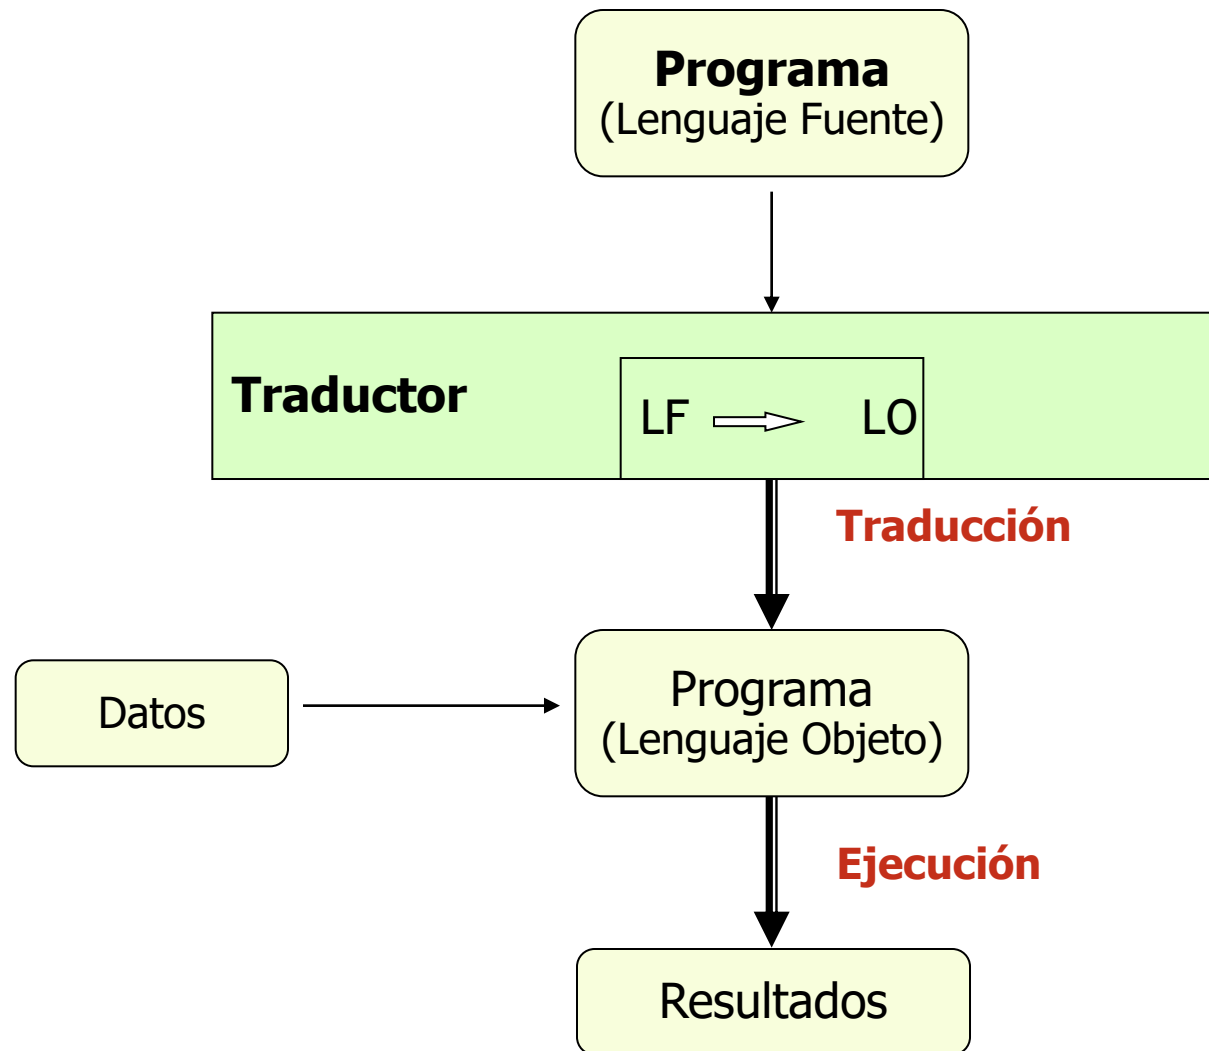 Programa
(Lenguaje Fuente)
Traductor
LF LO
Traducción
Datos
Programa
(Lenguaje Objeto)
Ejecución
Resultados